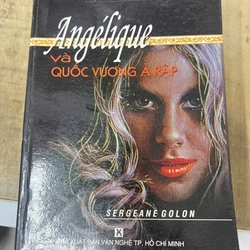 Angélique
và
QUỐC VƯƠNG A RẬP
SERGEANE GOLON
NHÀ XUẤT BẢN VĂN NGHỆ TP. HỒ CHÍ MINH